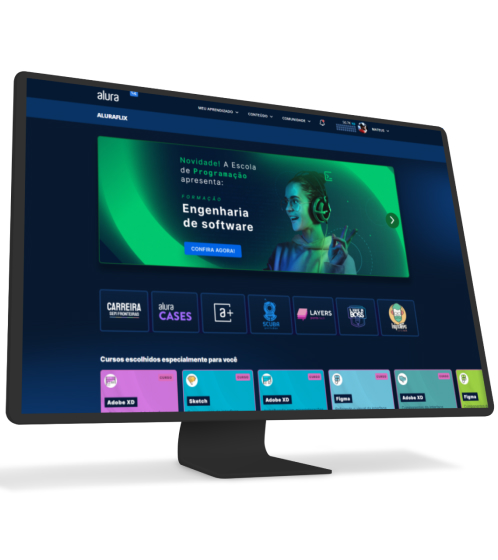 alura
MEU APRENDIZADO
CONTEÚDO
COMUNIDADE
MATEUS
ALURAFLIX
Novidade! A Escola
de Programação
apresenta:
FORMAÇÃO
Engenharia
de software
CONFIRA AGORA!
CARREIRA
SEM FRONTEIRAS
alura
CASES
a+
SCUBA
LAYERS
Cursos escolhidos especialmente para você
Adobe XD
Sketch
Adobe XD
Figma
Adobe XD
Figma